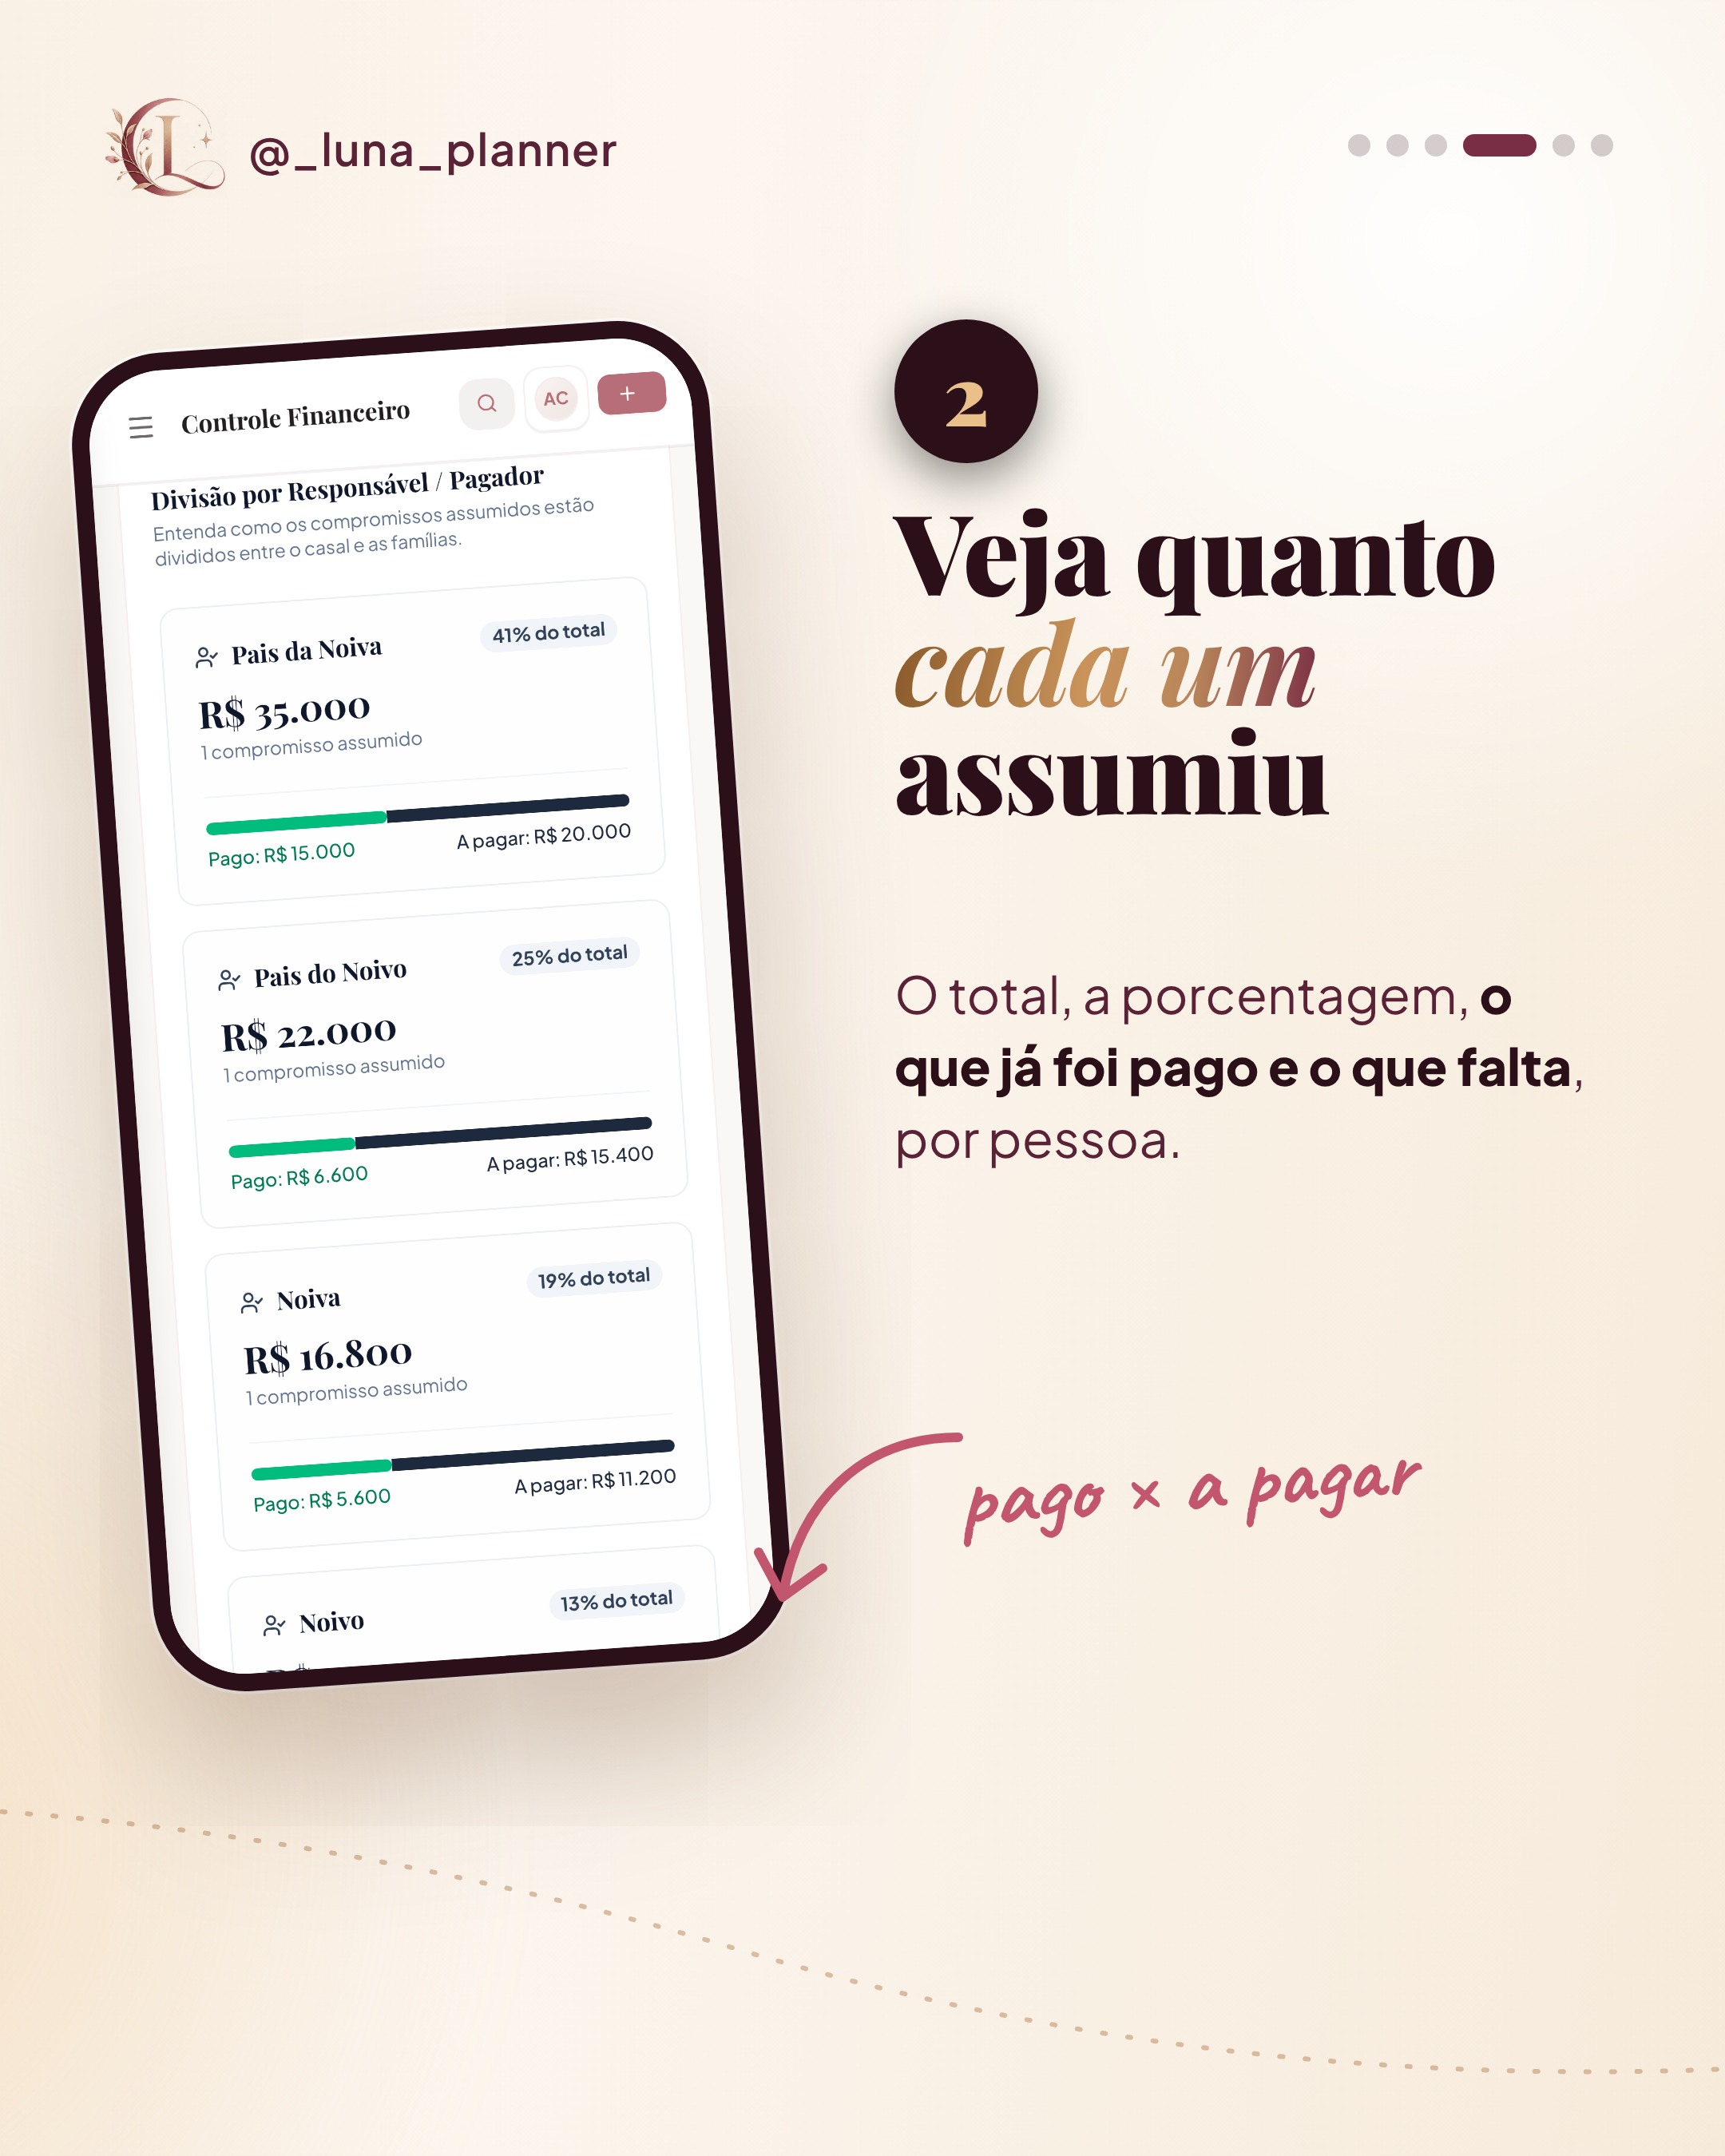 @_luna_planner
Controle Financeiro
AC
+
Divisão por Responsável / Pagador
Entenda como os compromissos assumidos estão
divididos entre o casal e as famílias.
Pais da Noiva
41% do total
R$ 35.000
1 compromisso assumido
Pago: R$ 15.000
A pagar: R$ 20.000
Pais do Noivo
25% do total
R$ 22.000
1 compromisso assumido
Pago: R$ 6.600
A pagar: R$ 15.400
Noiva
19% do total
R$ 16.800
1 compromisso assumido
Pago: R$ 5.600
A pagar: R$ 11.200
Noivo
13% do total
2
Veja quanto
cada um
assumiu
O total, a porcentagem, o
que já foi pago e o que falta,
por pessoa.
pago × a pagar